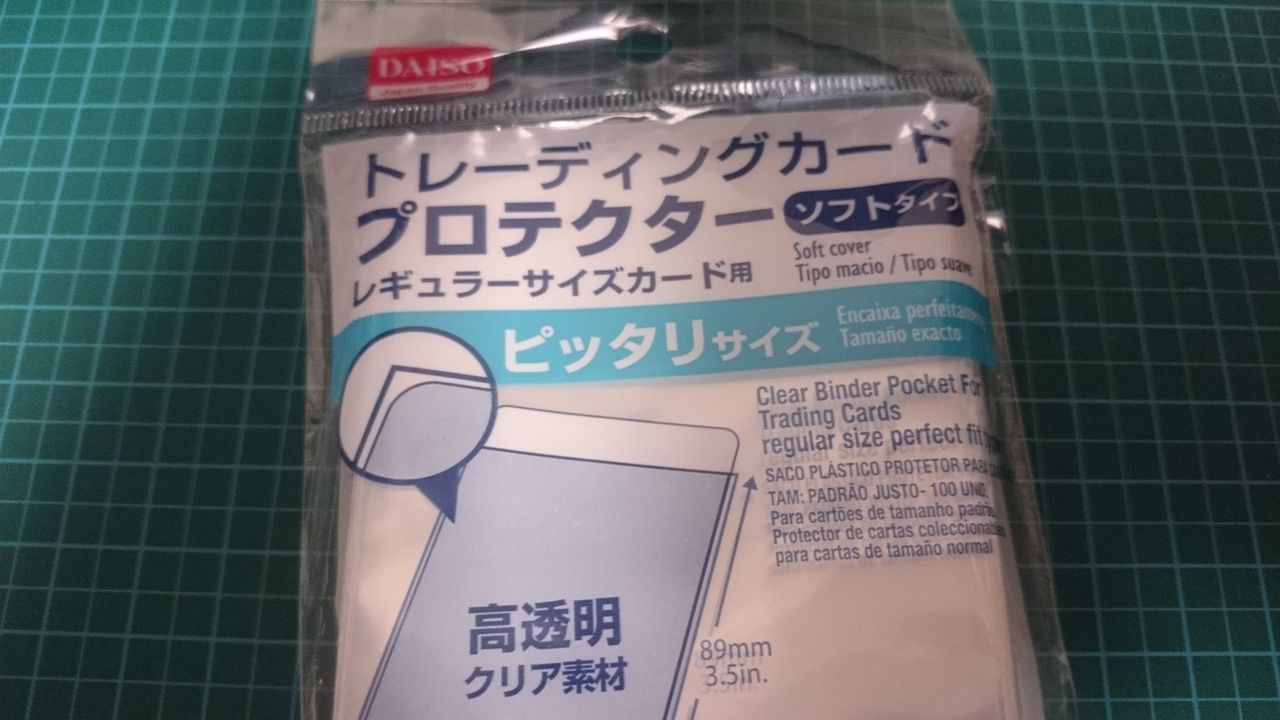 DAISO
Japan Quality
トレーディングカード
プロテクター ソフトタイプ
Soft cover
Tipo macio / Tipo suave
レギュラーサイズカード用
ピッタリサイズ
Encaixa perfeitamente
Tamaño exacto
Clear Binder Pocket For
Trading Cards
regular size perfect fit
SACO PLÁSTICO PROTETOR PARA
TAM: PADRÃO JUSTO- 100 UNID.
Para cartões de tamanho padrão
Protector de cartas coleccionables
para cartas de tamaño normal
高透明
クリア素材
89mm
3.5in.